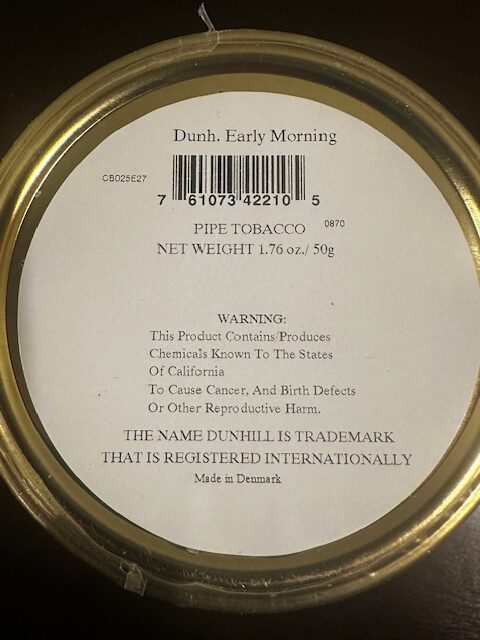 Dunh. Early Morning
CB025E27
7 61073 42210 5
PIPE TOBACCO 0870
NET WEIGHT 1.76 oz./ 50g
WARNING:
This Product Contains/Produces
Chemicals Known To The States
Of California
To Cause Cancer, And Birth Defects
Or Other Reproductive Harm.
THE NAME DUNHILL IS TRADEMARK
THAT IS REGISTERED INTERNATIONALLY
Made in Denmark